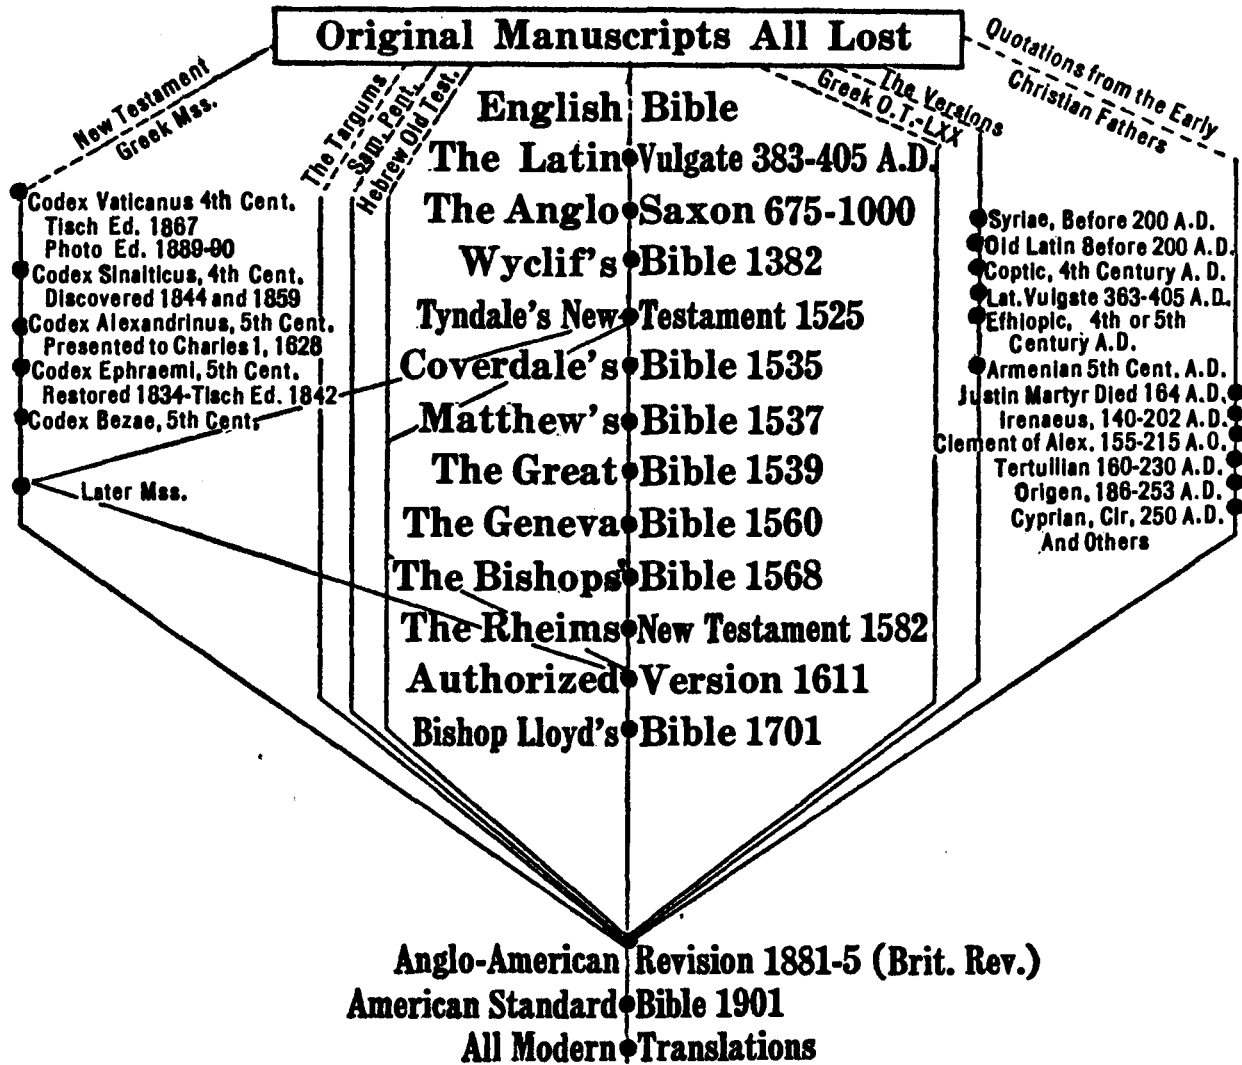 Original Manuscripts All Lost
New Testament
Greek Mss.
The Targums
Sam. Pent.
Hebrew Old Test.
Greek O.T.-LXX
The Versions
Quotations from the Early
Christian Fathers
English Bible
The Latin Vulgate 383-405 A.D.
The Anglo Saxon 675-1000
Wyclif's Bible 1382
Tyndale's New Testament 1525
Coverdale's Bible 1535
Matthew's Bible 1537
The Great Bible 1539
The Geneva Bible 1560
The Bishops' Bible 1568
The Rheims New Testament 1582
Authorized Version 1611
Bishop Lloyd's Bible 1701
Codex Vaticanus 4th Cent.
Tisch Ed. 1867
Photo Ed. 1889-90
Codex Sinaiticus, 4th Cent.
Discovered 1844 and 1859
Codex Alexandrinus, 5th Cent.
Presented to Charles 1, 1628
Codex Ephraemi, 5th Cent.
Restored 1834-Tisch Ed. 1842
Codex Bezae, 5th Cent.
Later Mss.
Syriae, Before 200 A.D.
Old Latin Before 200 A.D.
Coptic, 4th Century A. D.
Lat. Vulgate 363-405 A.D.
Efhiopic, 4th or 5th
Century A.D.
Armenian 5th Cent. A.D.
Justin Martyr Died 164 A.D.
Irenaeus, 140-202 A.D.
Clement of Alex. 155-215 A.O.
Tertullian 160-230 A.D.
Origen, 186-253 A.D.
Cyprian, Cir, 250 A.D.
And Others
Anglo-American Revision 1881-5 (Brit. Rev.)
American Standard Bible 1901
All Modern Translations